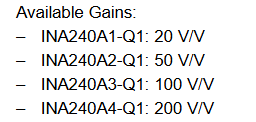 Available Gains:
– INA240A1-Q1: 20 V/V
– INA240A2-Q1: 50 V/V
– INA240A3-Q1: 100 V/V
– INA240A4-Q1: 200 V/V